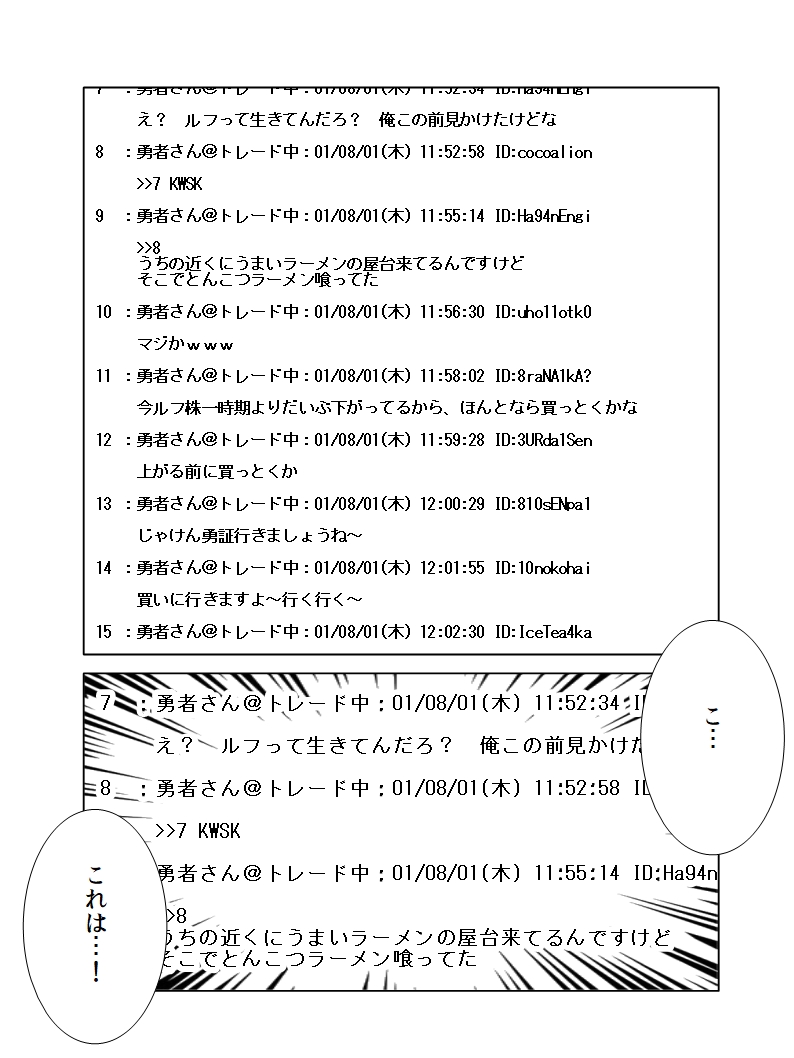 7 ：勇者さん＠トレード中：01/08/01(木) 11:52:34 ID:Ha94nEngi
え？　ルフって生きてんだろ？　俺この前見かけたけどな
8 ：勇者さん＠トレード中：01/08/01(木) 11:52:58 ID:cocoalion
>>7 KWSK
9 ：勇者さん＠トレード中：01/08/01(木) 11:55:14 ID:Ha94nEngi
>>8
うちの近くにうまいラーメンの屋台来てるんですけど
そこでとんこつラーメン喰ってた
10 ：勇者さん＠トレード中：01/08/01(木) 11:56:30 ID:uho11otk0
マジかｗｗｗ
11 ：勇者さん＠トレード中：01/08/01(木) 11:58:02 ID:8raNA1kA?
今ルフ株一時期よりだいぶ下がってるから、ほんとなら買っとくかな
12 ：勇者さん＠トレード中：01/08/01(木) 11:59:28 ID:3URda1Sen
上がる前に買っとくか
13 ：勇者さん＠トレード中：01/08/01(木) 12:00:29 ID:810sENpa1
じゃけん勇証行きましょうね～
14 ：勇者さん＠トレード中：01/08/01(木) 12:01:55 ID:10nokohai
買いに行きますよ～行く行く～
15 ：勇者さん＠トレード中：01/08/01(木) 12:02:30 ID:IceTea4ka
こ…
7 ：勇者さん＠トレード中：01/08/01(木) 11:52:34 I
え？　ルフって生きてんだろ？　俺この前見かけた
8 ：勇者さん＠トレード中：01/08/01(木) 11:52:58 ID
>>7 KWSK
勇者さん＠トレード中：01/08/01(木) 11:55:14 ID:Ha94n
>>8
うちの近くにうまいラーメンの屋台来てるんですけど
そこでとんこつラーメン喰ってた
これは…！